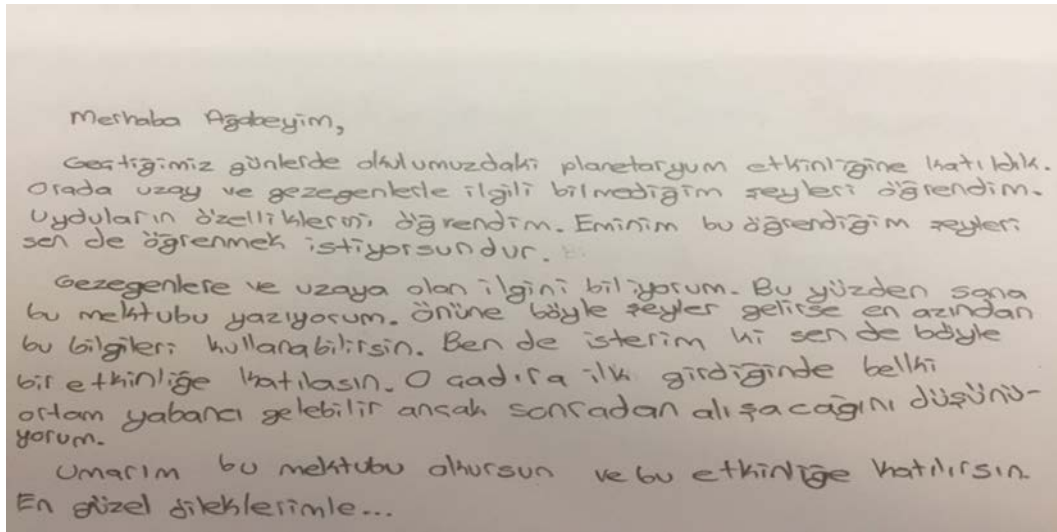 Merhaba Ağabeyim,
Geçtiğimiz günlerde okulumuzdaki planetaryum etkinliğine katıldık.
Orada uzay ve gezegenlerle ilgili bilmediğim şeyleri öğrendim.
Uyduların özelliklerini öğrendim. Eminim bu öğrendiğim şeyleri
sen de öğrenmek istiyorsundur.
Gezegenlere ve uzaya olan ilgini biliyorum. Bu yüzden sana
bu mektubu yazıyorum. Önüne böyle şeyler gelirse en azından
bu bilgileri kullanabilirsin. Ben de isterim ki sen de böyle
bir etkinliğe katılasın. O çadıra ilk girdiğinde belki
ortam yabancı gelebilir ancak sonradan alışacağını düşünü-
yorum.
Umarım bu mektubu okursun ve bu etkinliğe katılırsın.
En güzel dileklerimle...